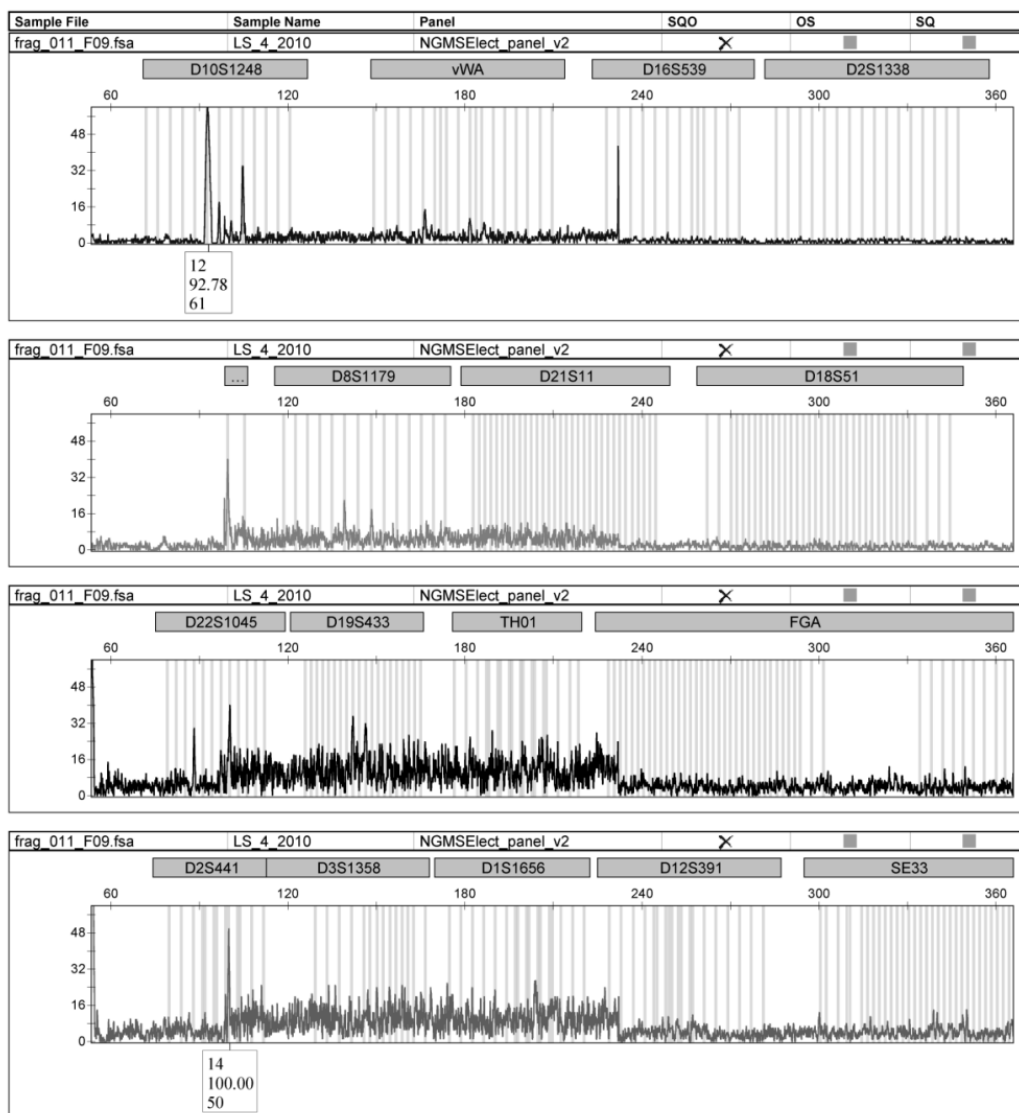 Sample File Sample Name Panel SQO OS SQ
frag_011_F09.fsa LS_4_2010 NGMSElect_panel_v2
D10S1248 vWA D16S539 D2S1338
60 120 180 240 300 360
48
32
16
0
12
92.78
61
frag_011_F09.fsa LS_4_2010 NGMSElect_panel_v2
... D8S1179 D21S11 D18S51
60 120 180 240 300 360
48
32
16
0
frag_011_F09.fsa LS_4_2010 NGMSElect_panel_v2
D22S1045 D19S433 TH01 FGA
60 120 180 240 300 360
48
32
16
0
frag_011_F09.fsa LS_4_2010 NGMSElect_panel_v2
D2S441 D3S1358 D1S1656 D12S391 SE33
60 120 180 240 300 360
48
32
16
0
14
100.00
50